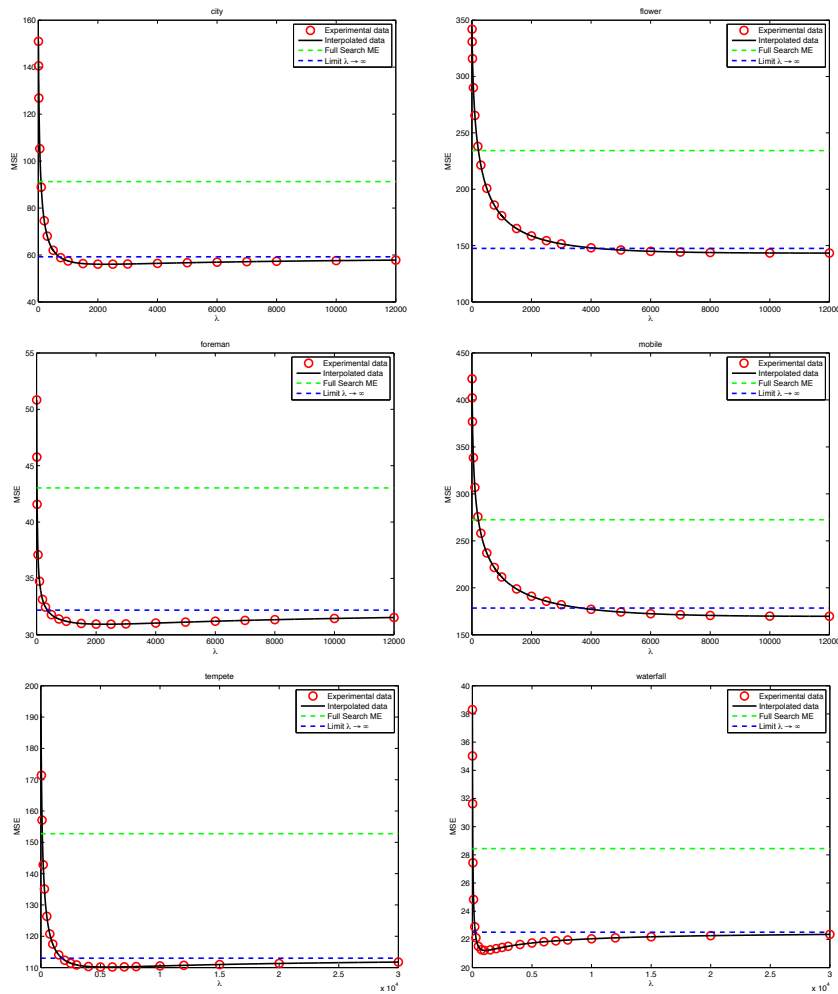 city
160
140
120
100
80
60
40
MSE
0
2000
4000
6000
8000
10000
12000
λ
Experimental data
Interpolated data
Full Search ME
Limit λ → ∞
flower
350
300
250
200
150
100
MSE
0
2000
4000
6000
8000
10000
12000
λ
Experimental data
Interpolated data
Full Search ME
Limit λ → ∞
foreman
55
50
45
40
35
30
MSE
0
2000
4000
6000
8000
10000
12000
λ
Experimental data
Interpolated data
Full Search ME
Limit λ → ∞
mobile
450
400
350
300
250
200
150
MSE
0
2000
4000
6000
8000
10000
12000
λ
Experimental data
Interpolated data
Full Search ME
Limit λ → ∞
tempete
200
190
180
170
160
150
140
130
120
110
MSE
0
0.5
1
1.5
2
2.5
3
λ
x 10⁴
Experimental data
Interpolated data
Full Search ME
Limit λ → ∞
waterfall
40
38
36
34
32
30
28
26
24
22
20
MSE
0
0.5
1
1.5
2
2.5
3
λ
x 10⁴
Experimental data
Interpolated data
Full Search ME
Limit λ → ∞